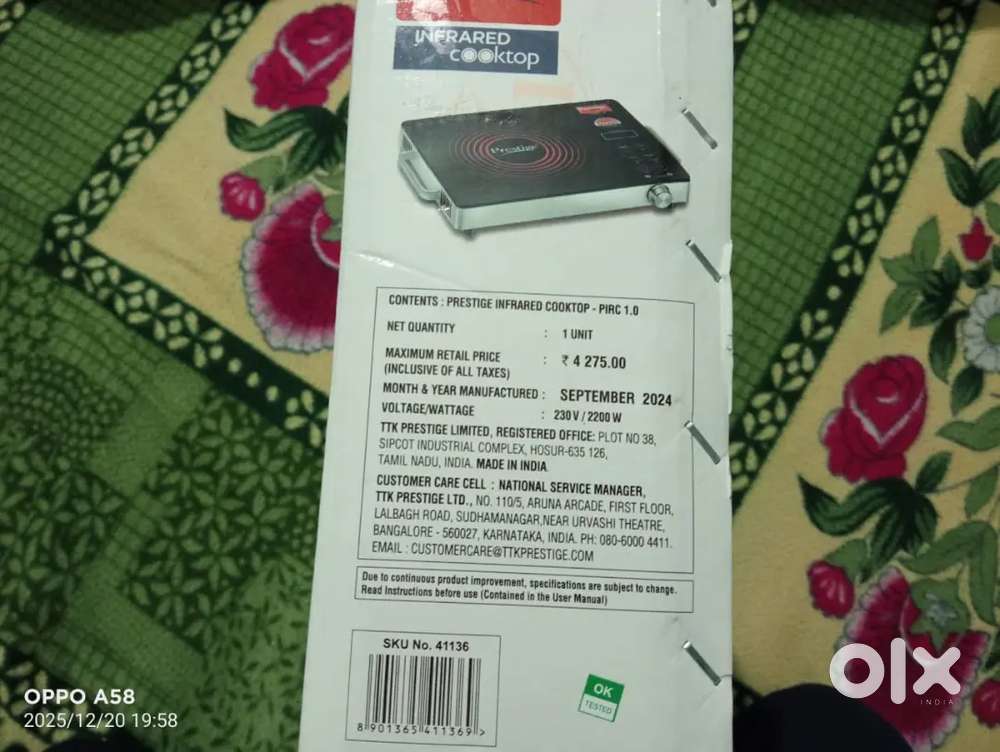 INFRARED
cooktop
Prestige
CONTENTS : PRESTIGE INFRARED COOKTOP - PIRC 1.0
NET QUANTITY : 1 UNIT
MAXIMUM RETAIL PRICE : ₹ 4 275.00
(INCLUSIVE OF ALL TAXES)
MONTH & YEAR MANUFACTURED : SEPTEMBER 2024
VOLTAGE/WATTAGE : 230 V / 2200 W
TTK PRESTIGE LIMITED, REGISTERED OFFICE: PLOT NO 38,
SIPCOT INDUSTRIAL COMPLEX, HOSUR-635 126,
TAMIL NADU, INDIA. MADE IN INDIA.
CUSTOMER CARE CELL : NATIONAL SERVICE MANAGER,
TTK PRESTIGE LTD., NO. 110/5, ARUNA ARCADE, FIRST FLOOR,
LALBAGH ROAD, SUDHAMANAGAR,NEAR URVASHI THEATRE,
BANGALORE - 560027, KARNATAKA, INDIA. PH: 080-6000 4411.
EMAIL : CUSTOMERCARE@TTKPRESTIGE.COM
Due to continuous product improvement, specifications are subject to change.
Read Instructions before use (Contained in the User Manual)
SKU No. 41136
8 901365 411369 >
OK
TESTED
OPPO A58
2025/12/20 19:58
olx
INDIA